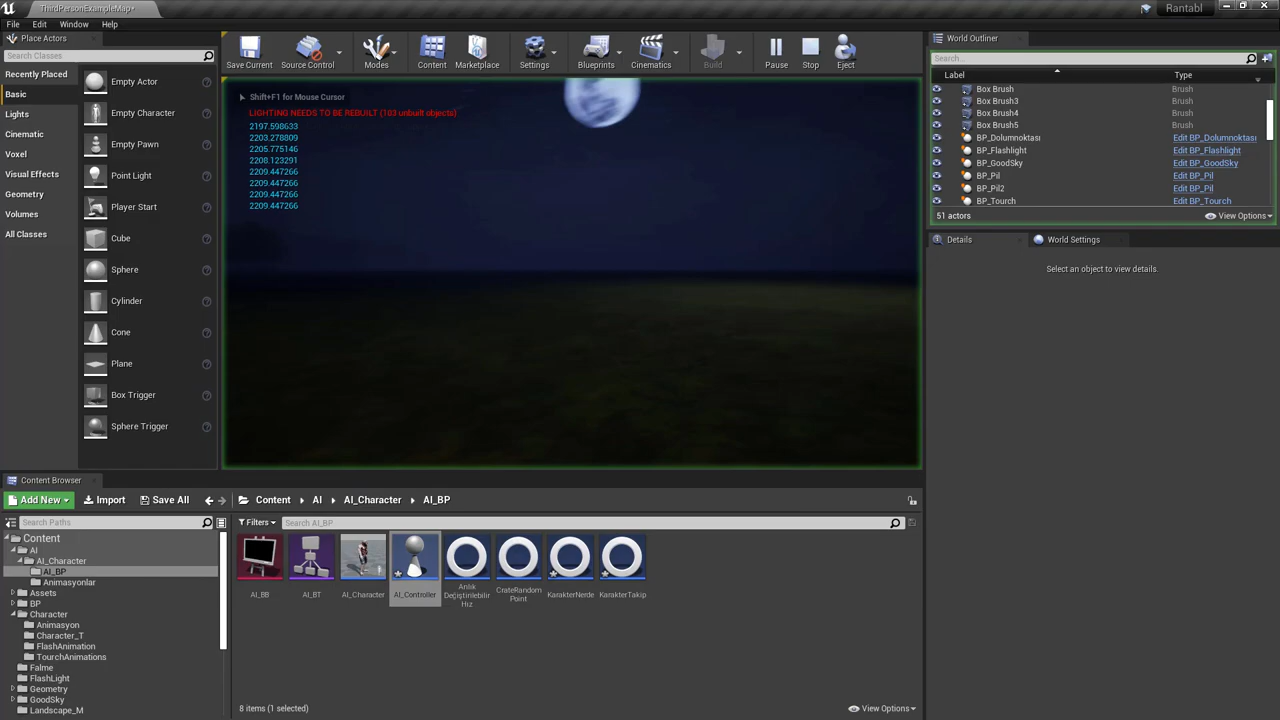 ThirdPersonExampleMap*
Rantabl
File
Edit
Window
Help
Place Actors
Search Classes
Recently Placed
Basic
Lights
Cinematic
Voxel
Visual Effects
Geometry
Volumes
All Classes
Empty Actor
Empty Character
Empty Pawn
Point Light
Player Start
Cube
Sphere
Cylinder
Cone
Plane
Box Trigger
Sphere Trigger
Save Current
Source Control
Modes
Content
Marketplace
Settings
Blueprints
Cinematics
Build
Pause
Stop
Eject
Shift+F1 for Mouse Cursor
LIGHTING NEEDS TO BE REBUILT (103 unbuilt objects)
2197.598633
2203.278809
2205.775146
2208.123291
2209.447266
2209.447266
2209.447266
2209.447266
World Outliner
Search...
Label
Type
Box Brush
Brush
Box Brush3
Brush
Box Brush4
Brush
Box Brush5
Brush
BP_Dolumnoktası
Edit BP_Dolumnoktası
BP_Flashlight
Edit BP_Flashlight
BP_GoodSky
Edit BP_GoodSky
BP_Pil
Edit BP_Pil
BP_Pil2
Edit BP_Pil
BP_Tourch
Edit BP_Tourch
51 actors
View Options
Details
World Settings
Select an object to view details.
Content Browser
Add New
Import
Save All
Content
AI
AI_Character
AI_BP
Search Paths
Filters
Search AI_BP
Content
AI
AI_Character
AI_BP
Animasyonlar
Assets
BP
Character
Animasyon
Character_T
FlashAnimation
TourchAnimations
Falme
FlashLight
Geometry
GoodSky
Landscape_M
AI_BB
AI_BT
AI_Character
AI_Controller
Anlık
Değiştinlebilir
Hız
CrateRandom
Point
KarakterNerde
KarakterTakip
8 items (1 selected)
View Options